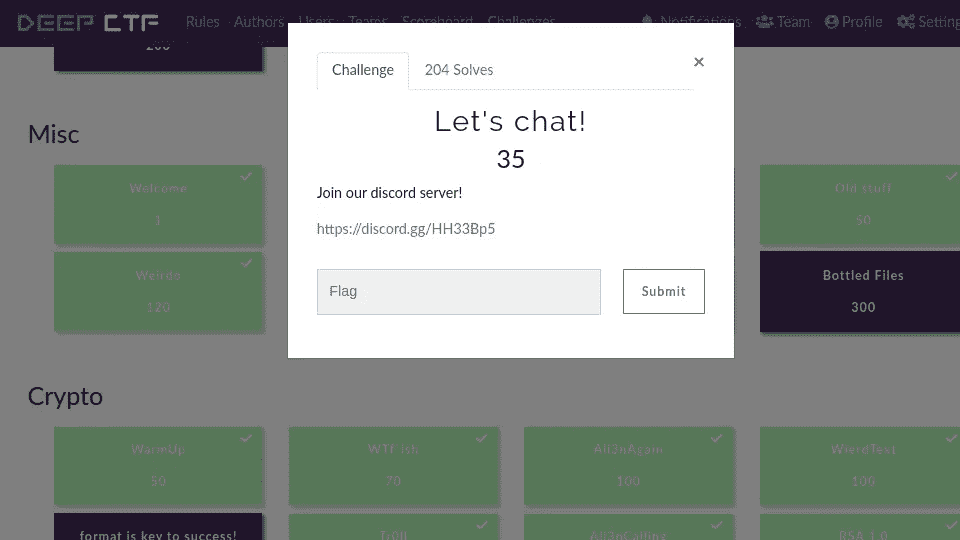 DEEP CTF Rules Authors Users Teams Scoreboard Challenges Notifications Team Profile Setting
200
Challenge 204 Solves ×
Let's chat!
35
Join our discord server!
https://discord.gg/HH33Bp5
Flag Submit
Misc
Welcome Old stuff
1 50
Weirdo Bottled Files
120 300
Crypto
WarmUp WTF ish All3nAgain WierdText
50 70 100 100
format is key to success! Tr0ll All3nCalling RSA 1.0